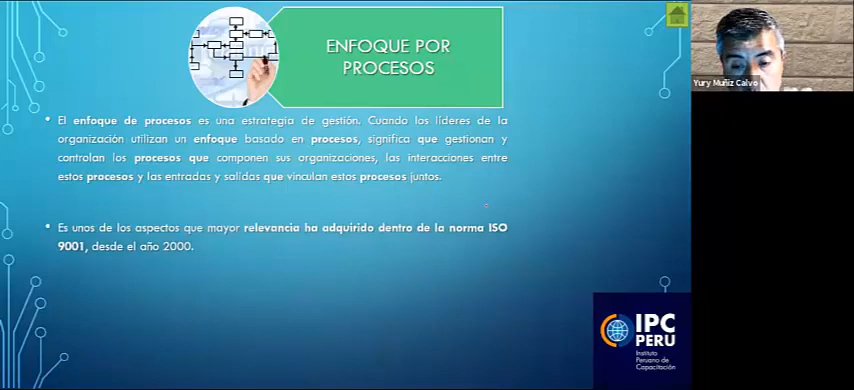 ENFOQUE POR
PROCESOS
• El enfoque de procesos es una estrategia de gestión. Cuando los líderes de la
organización utilizan un enfoque basado en procesos, significa que gestionan y
controlan los procesos que componen sus organizaciones, las interacciones entre
estos procesos y las entradas y salidas que vinculan estos procesos juntos.
• Es unos de los aspectos que mayor relevancia ha adquirido dentro de la norma ISO
9001, desde el año 2000.
Yury Muñiz Calvo
IPC
PERU
Instituto
Peruano de
Capacitación